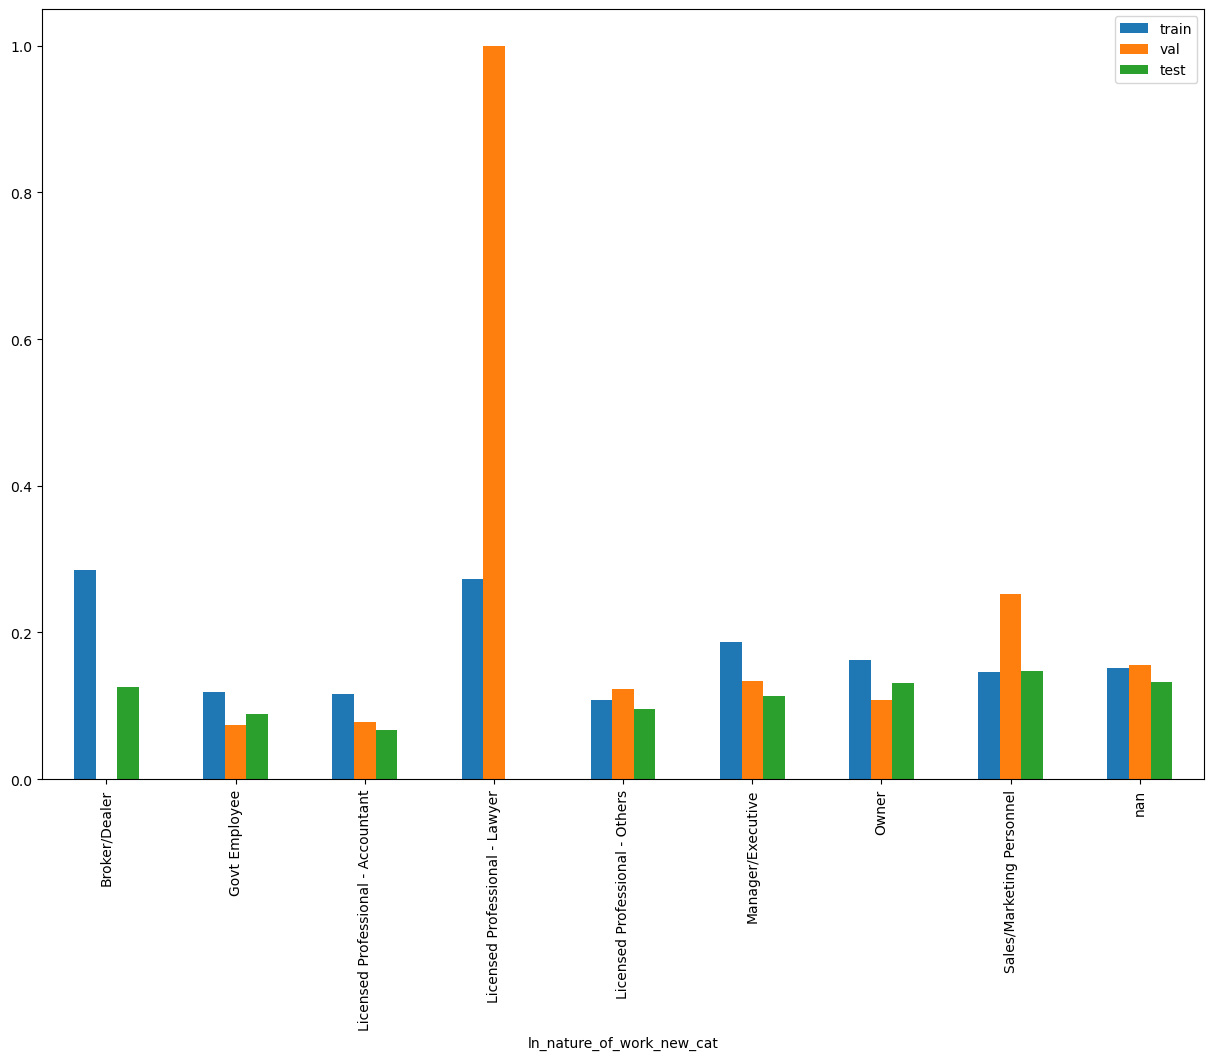 train
val
test
1.0
0.8
0.6
0.4
0.2
0.0
Broker/Dealer
Govt Employee
Licensed Professional - Accountant
Licensed Professional - Lawyer
Licensed Professional - Others
Manager/Executive
Owner
Sales/Marketing Personnel
nan
ln_nature_of_work_new_cat